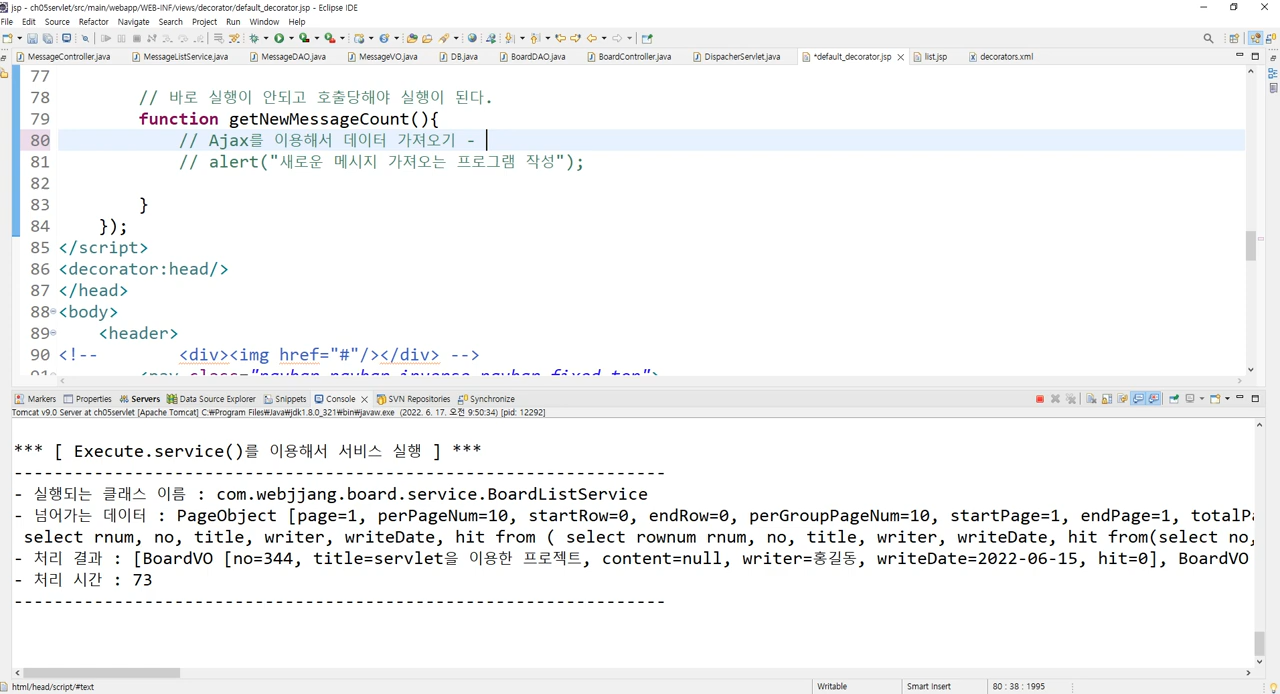 jsp - ch05servlet/src/main/webapp/WEB-INF/views/decorator/default_decorator.jsp - Eclipse IDE
File Edit Source Refactor Navigate Search Project Run Window Help
MessageController.java MessageListService.java MessageDAO.java MessageVO.java DB.java BoardDAO.java BoardController.java DispacherServlet.java *default_decorator.jsp list.jsp decorators.xml
77
78 // 바로 실행이 안되고 호출당해야 실행이 된다.
79 function getNewMessageCount(){
80 // Ajax를 이용해서 데이터 가져오기 -
81 // alert("새로운 메시지 가져오는 프로그램 작성");
82
83 }
84 });
85 </script>
86 <decorator:head/>
87 </head>
88 <body>
89 <header>
90 <!-- <div><img href="#"/></div> -->
91 <nav class="navbar navbar-inverse navbar-fixed-top">
Markers Properties Servers Data Source Explorer Snippets Console SVN Repositories Synchronize
Tomcat v9.0 Server at ch05servlet [Apache Tomcat] C:₩Program Files₩Java₩jdk1.8.0_321₩bin₩javaw.exe (2022. 6. 17. 오전 9:50:34) [pid: 12292]
*** [ Execute.service()를 이용해서 서비스 실행 ] ***
------------------------------------------------------------------
- 실행되는 클래스 이름 : com.webjjang.board.service.BoardListService
- 넘어가는 데이터 : PageObject [page=1, perPageNum=10, startRow=0, endRow=0, perGroupPageNum=10, startPage=1, endPage=1, totalPa
select rnum, no, title, writer, writeDate, hit from ( select rownum rnum, no, title, writer, writeDate, hit from(select no,
- 처리 결과 : [BoardVO [no=344, title=servlet을 이용한 프로젝트, content=null, writer=홍길동, writeDate=2022-06-15, hit=0], BoardVO
- 처리 시간 : 73
------------------------------------------------------------------
html/head/script/#text Writable Smart Insert 80 : 38 : 1995